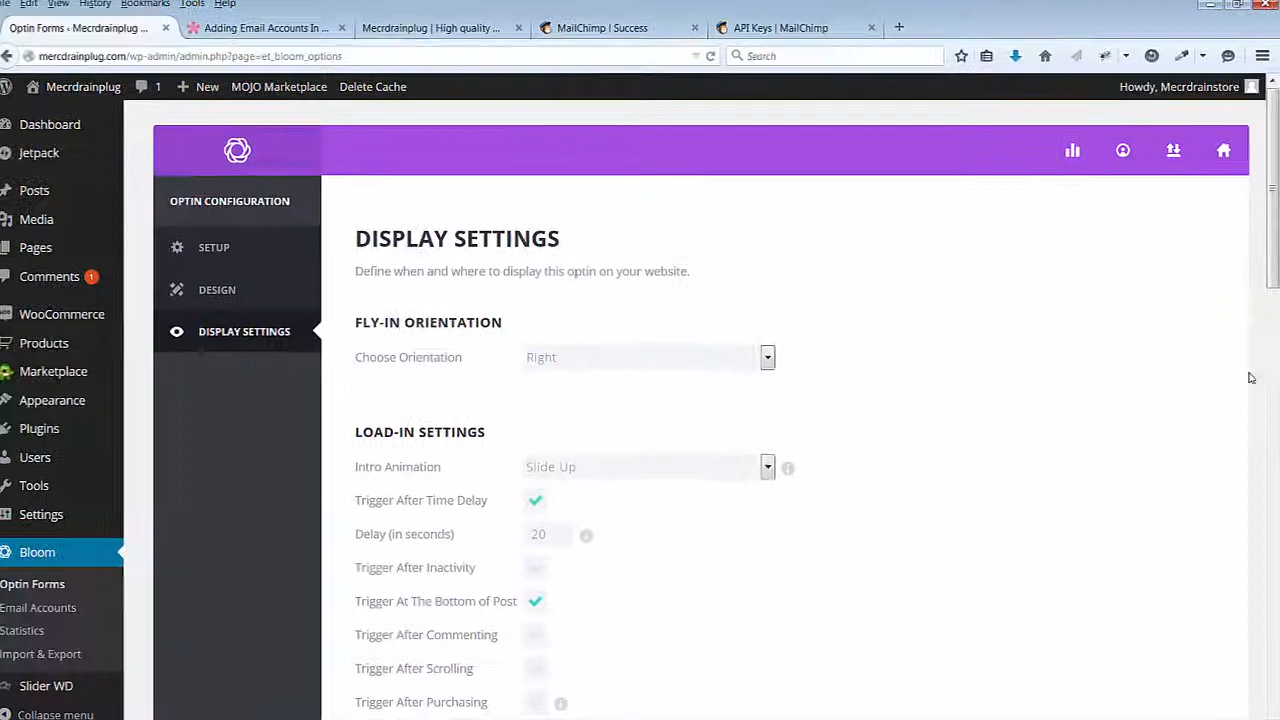 Edit View History Bookmarks Tools Help
Optin Forms - Mecrdrainplug ... Adding Email Accounts In ... Mecrdrainplug | High quality ... MailChimp | Success API Keys | MailChimp
mercdrainplug.com/wp-admin/admin.php?page=et_bloom_options Search
Mecrdrainplug 1 New MOJO Marketplace Delete Cache Howdy, Mecrdrainstore
Dashboard
Jetpack
Posts
Media
Pages
Comments 1
WooCommerce
Products
Marketplace
Appearance
Plugins
Users
Tools
Settings
Bloom
Optin Forms
Email Accounts
Statistics
Import & Export
Slider WD
Collapse menu
OPTIN CONFIGURATION
SETUP
DESIGN
DISPLAY SETTINGS
DISPLAY SETTINGS
Define when and where to display this optin on your website.
FLY-IN ORIENTATION
Choose Orientation Right
LOAD-IN SETTINGS
Intro Animation Slide Up
Trigger After Time Delay
Delay (in seconds) 20
Trigger After Inactivity
Trigger At The Bottom of Post
Trigger After Commenting
Trigger After Scrolling
Trigger After Purchasing